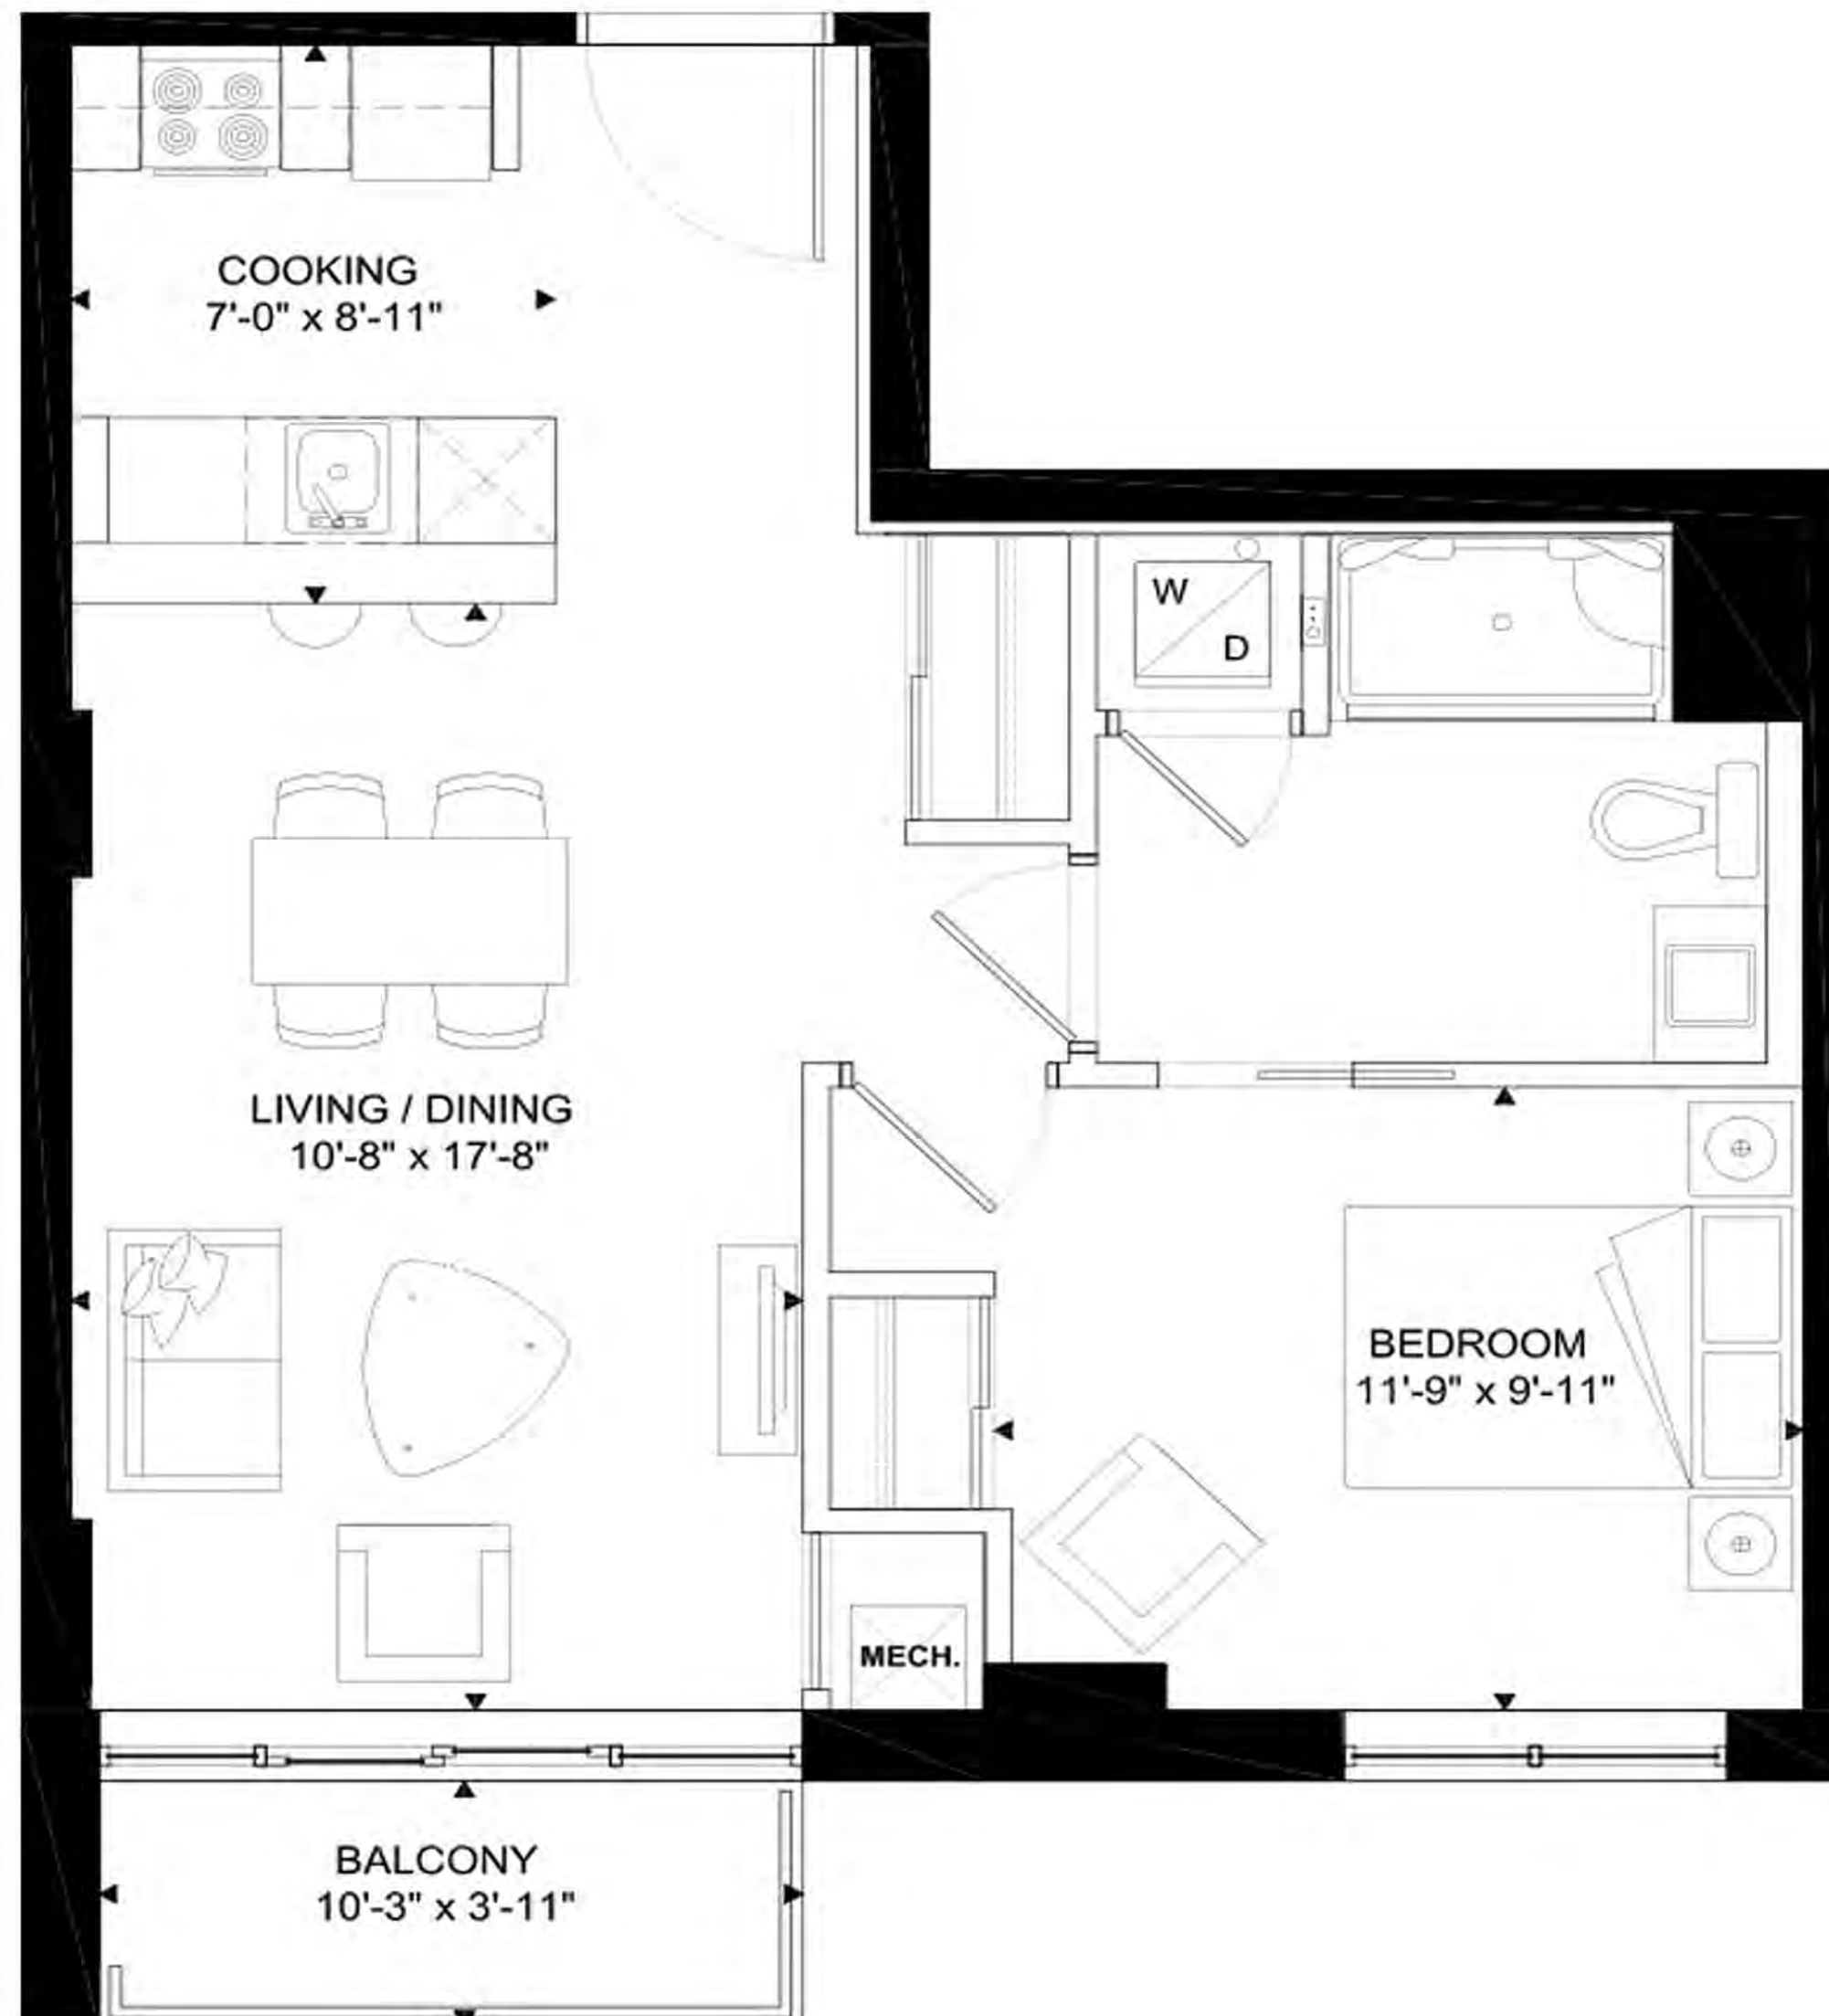 COOKING
7'-0" x 8'-11"
W
D
LIVING / DINING
10'-8" x 17'-8"
BEDROOM
11'-9" x 9'-11"
MECH.
BALCONY
10'-3" x 3'-11"